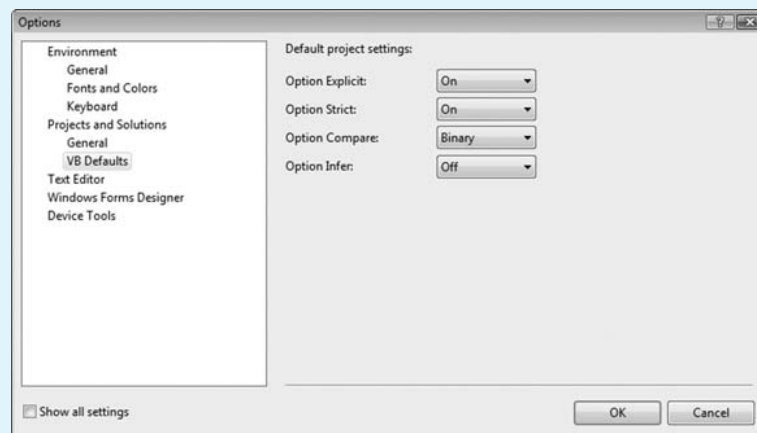 Options
Environment
General
Fonts and Colors
Keyboard
Projects and Solutions
General
VB Defaults
Text Editor
Windows Forms Designer
Device Tools
Default project settings:
Option Explicit: On
Option Strict: On
Option Compare: Binary
Option Infer: Off
Show all settings
OK Cancel